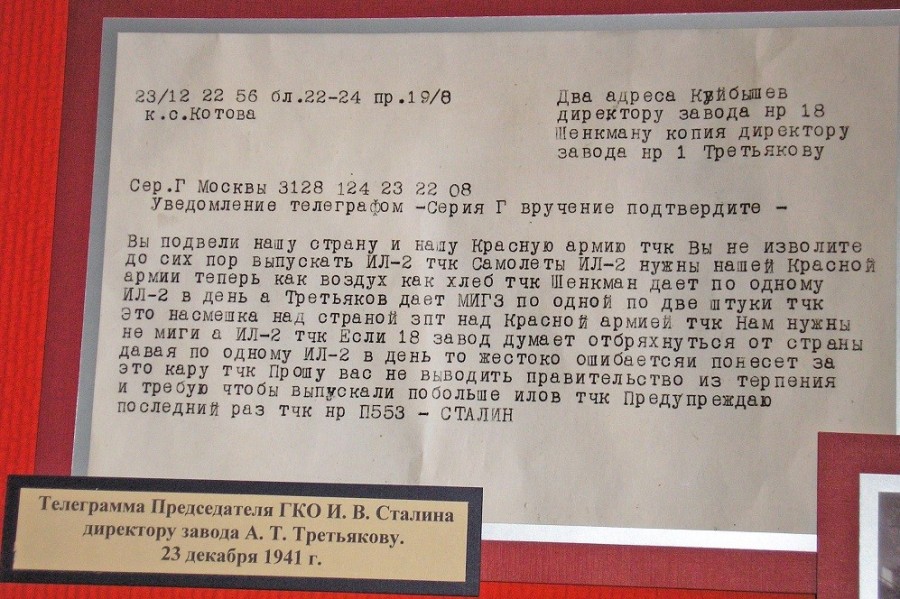 23/12 22 56 бл.22-24 пр.19/8
к.с.Котова
Два адреса Куйбышев
директору завода нр 18
Шенкману копия директору
завода нр 1 Третьякову
Сер.Г Москвы 3128 124 23 22 08
Уведомление телеграфом -Серия Г вручение подтвердите -
Вы подвели нашу страну и нашу Красную армию тчк Вы не изволите
до сих пор выпускать ИЛ-2 тчк Самолеты ИЛ-2 нужны нашей Красной
армии теперь как воздух как хлеб тчк Шенкман дает по одному
ИЛ-2 в день а Третьяков дает МИГЗ по одной по две штуки тчк
Это насмешка над страной зпт над Красной армией тчк Нам нужны
не миги а ИЛ-2 тчк Если 18 завод думает отбряхнуться от страны
давая по одному ИЛ-2 в день то жестоко ошибаетсяи понесет за
это кару тчк Прошу вас не выводить правительство из терпения
и требую чтобы выпускали побольше илов тчк Предупреждаю
последний раз тчк нр П553 - СТАЛИН
Телеграмма Председателя ГКО И. В. Сталина
директору завода А. Т. Третьякову.
23 декабря 1941 г.